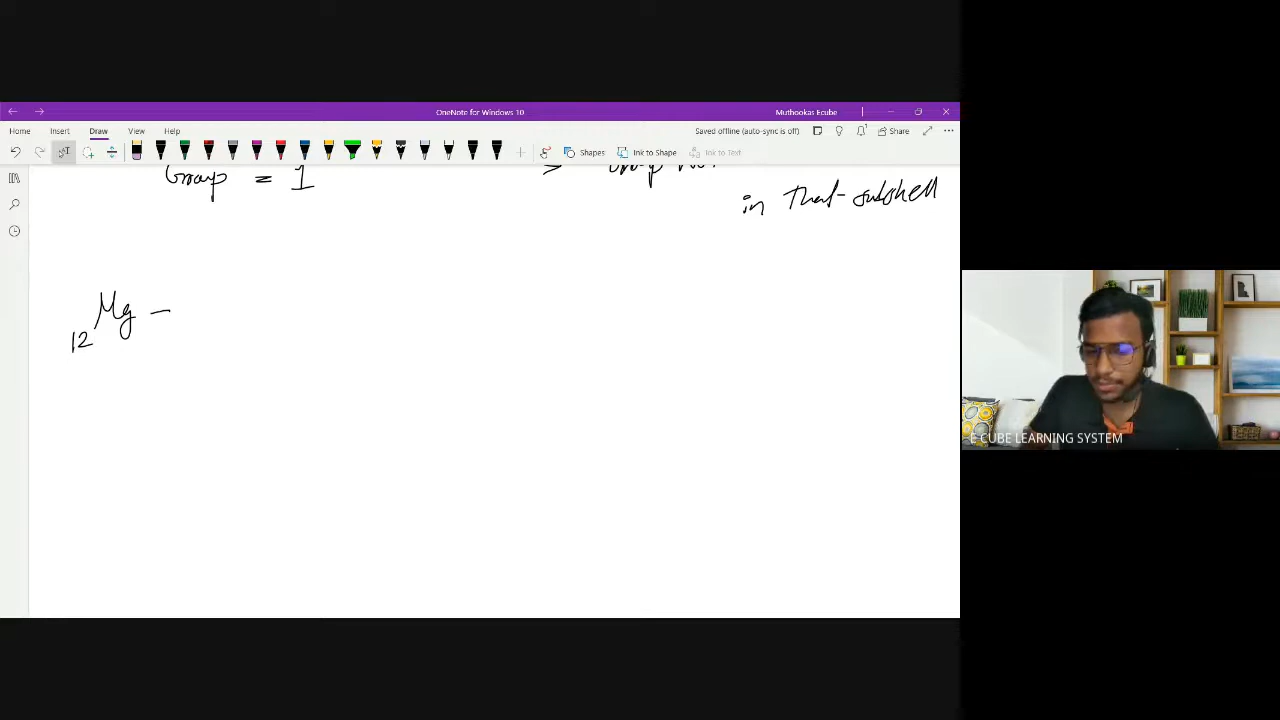 OneNote for Windows 10
Muthookas Ecube
Home Insert Draw View Help
Saved offline (auto-sync is off) Share
Shapes Ink to Shape Ink to Text
Group = 1
in that subshell
12 Mg -
E CUBE LEARNING SYSTEM